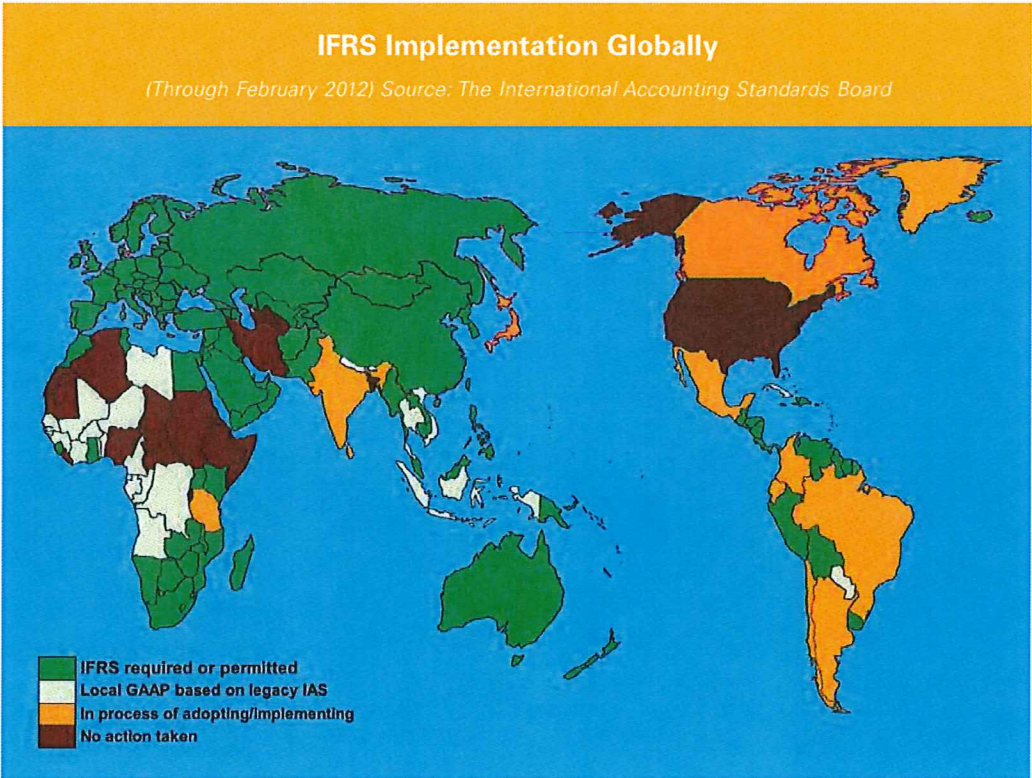 IFRS Implementation Globally
(Through February 2012) Source: The International Accounting Standards Board
IFRS required or permitted
Local GAAP based on legacy IAS
In process of adopting/implementing
No action taken